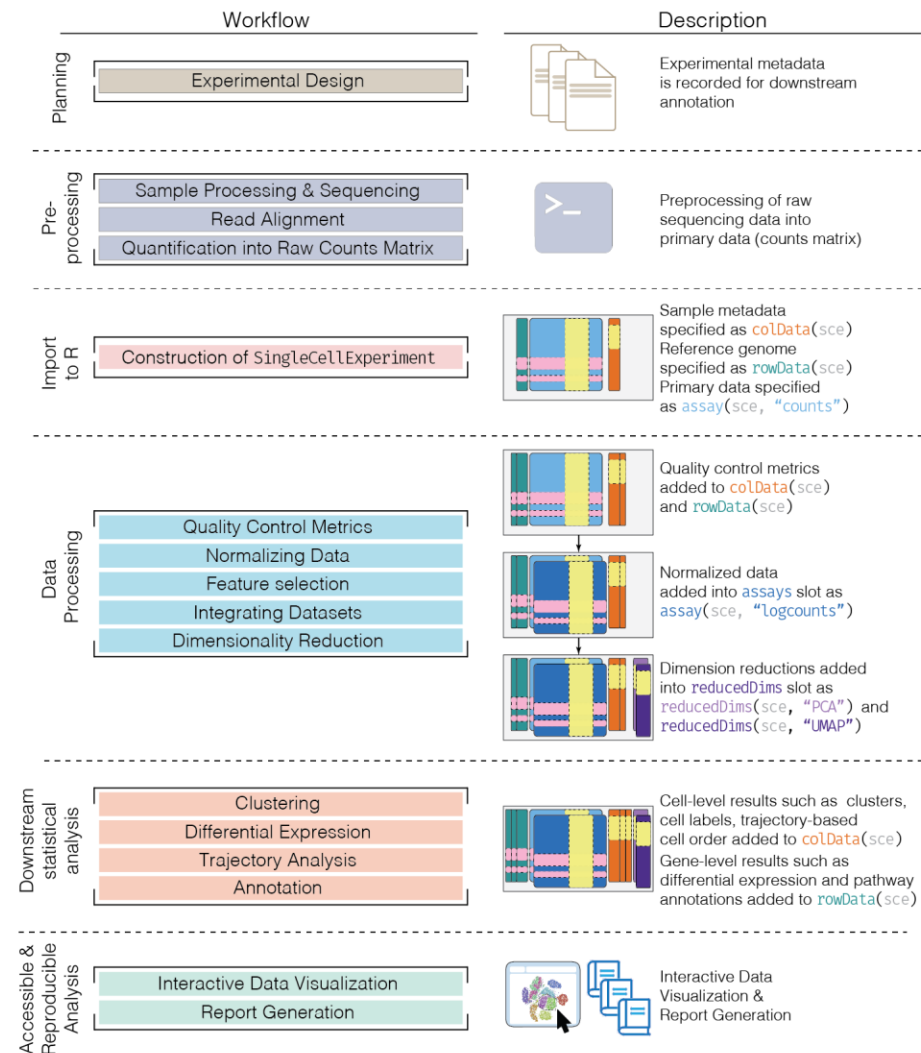 Workflow
Description
Planning
Experimental Design
Experimental metadata
is recorded for downstream
annotation
Pre-
processing
Sample Processing & Sequencing
Read Alignment
Quantification into Raw Counts Matrix
>_
Preprocessing of raw
sequencing data into
primary data (counts matrix)
Import
to R
Construction of SingleCellExperiment
Sample metadata
specified as colData(sce)
Reference genome
specified as rowData(sce)
Primary data specified
as assay(sce, “counts”)
Data
Processing
Quality Control Metrics
Normalizing Data
Feature selection
Integrating Datasets
Dimensionality Reduction
Quality control metrics
added to colData(sce)
and rowData(sce)
Normalized data
added into assays slot as
assay(sce, “logcounts”)
Dimension reductions added
into reducedDims slot as
reducedDims(sce, “PCA”) and
reducedDims(sce, “UMAP”)
Downstream
statistical
analysis
Clustering
Differential Expression
Trajectory Analysis
Annotation
Cell-level results such as clusters,
cell labels, trajectory-based
cell order added to colData(sce)
Gene-level results such as
differential expression and pathway
annotations added to rowData(sce)
Accessible &
Reproducible
Analysis
Interactive Data Visualization
Report Generation
Interactive Data
Visualization &
Report Generation